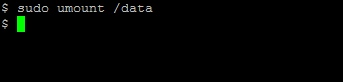 $ sudo umount /data
$